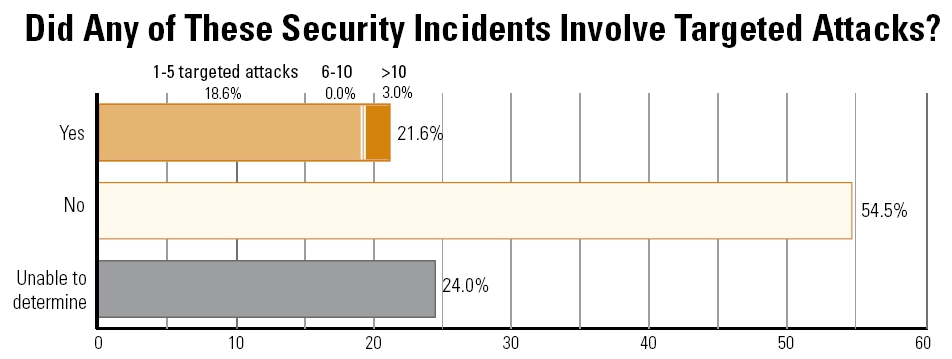 Did Any of These Security Incidents Involve Targeted Attacks?
1-5 targeted attacks 6-10 >10
18.6% 0.0% 3.0%
Yes 21.6%
No 54.5%
Unable to
determine 24.0%
0 10 20 30 40 50 60